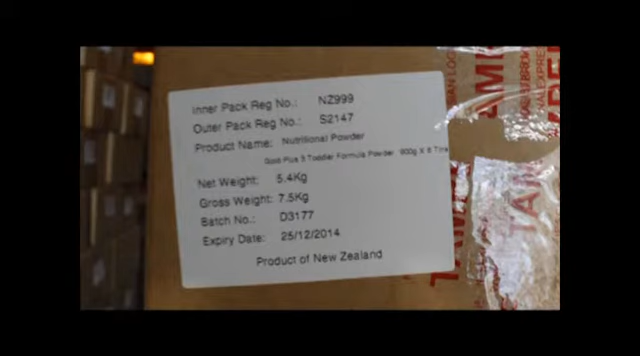 Inner Pack Reg No.: NZ999
Outer Pack Reg No.: S2147
Product Name: Nutritional Powder
Gold Plus 3 Toddler Formula Powder 900g X 6 Tins
Net Weight: 5.4Kg
Gross Weight: 7.5Kg
Batch No.: D3177
Expiry Date: 25/12/2014
Product of New Zealand